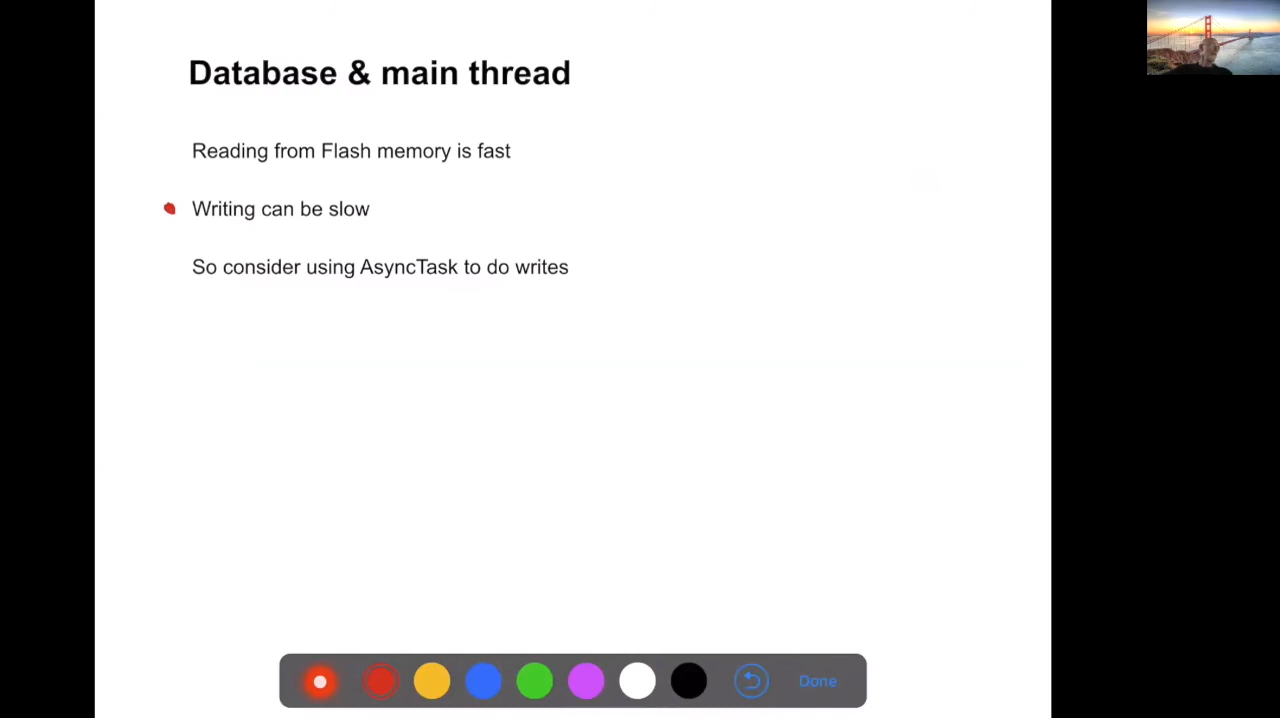 Database & main thread
Reading from Flash memory is fast
Writing can be slow
So consider using AsyncTask to do writes
Done